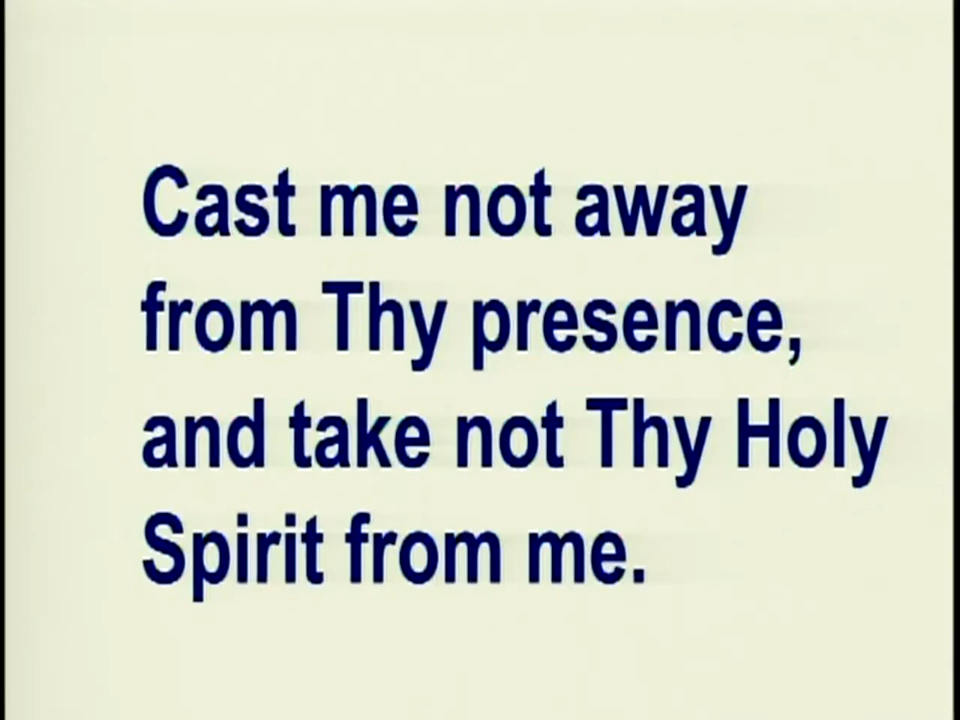 Cast me not away
from Thy presence,
and take not Thy Holy
Spirit from me.